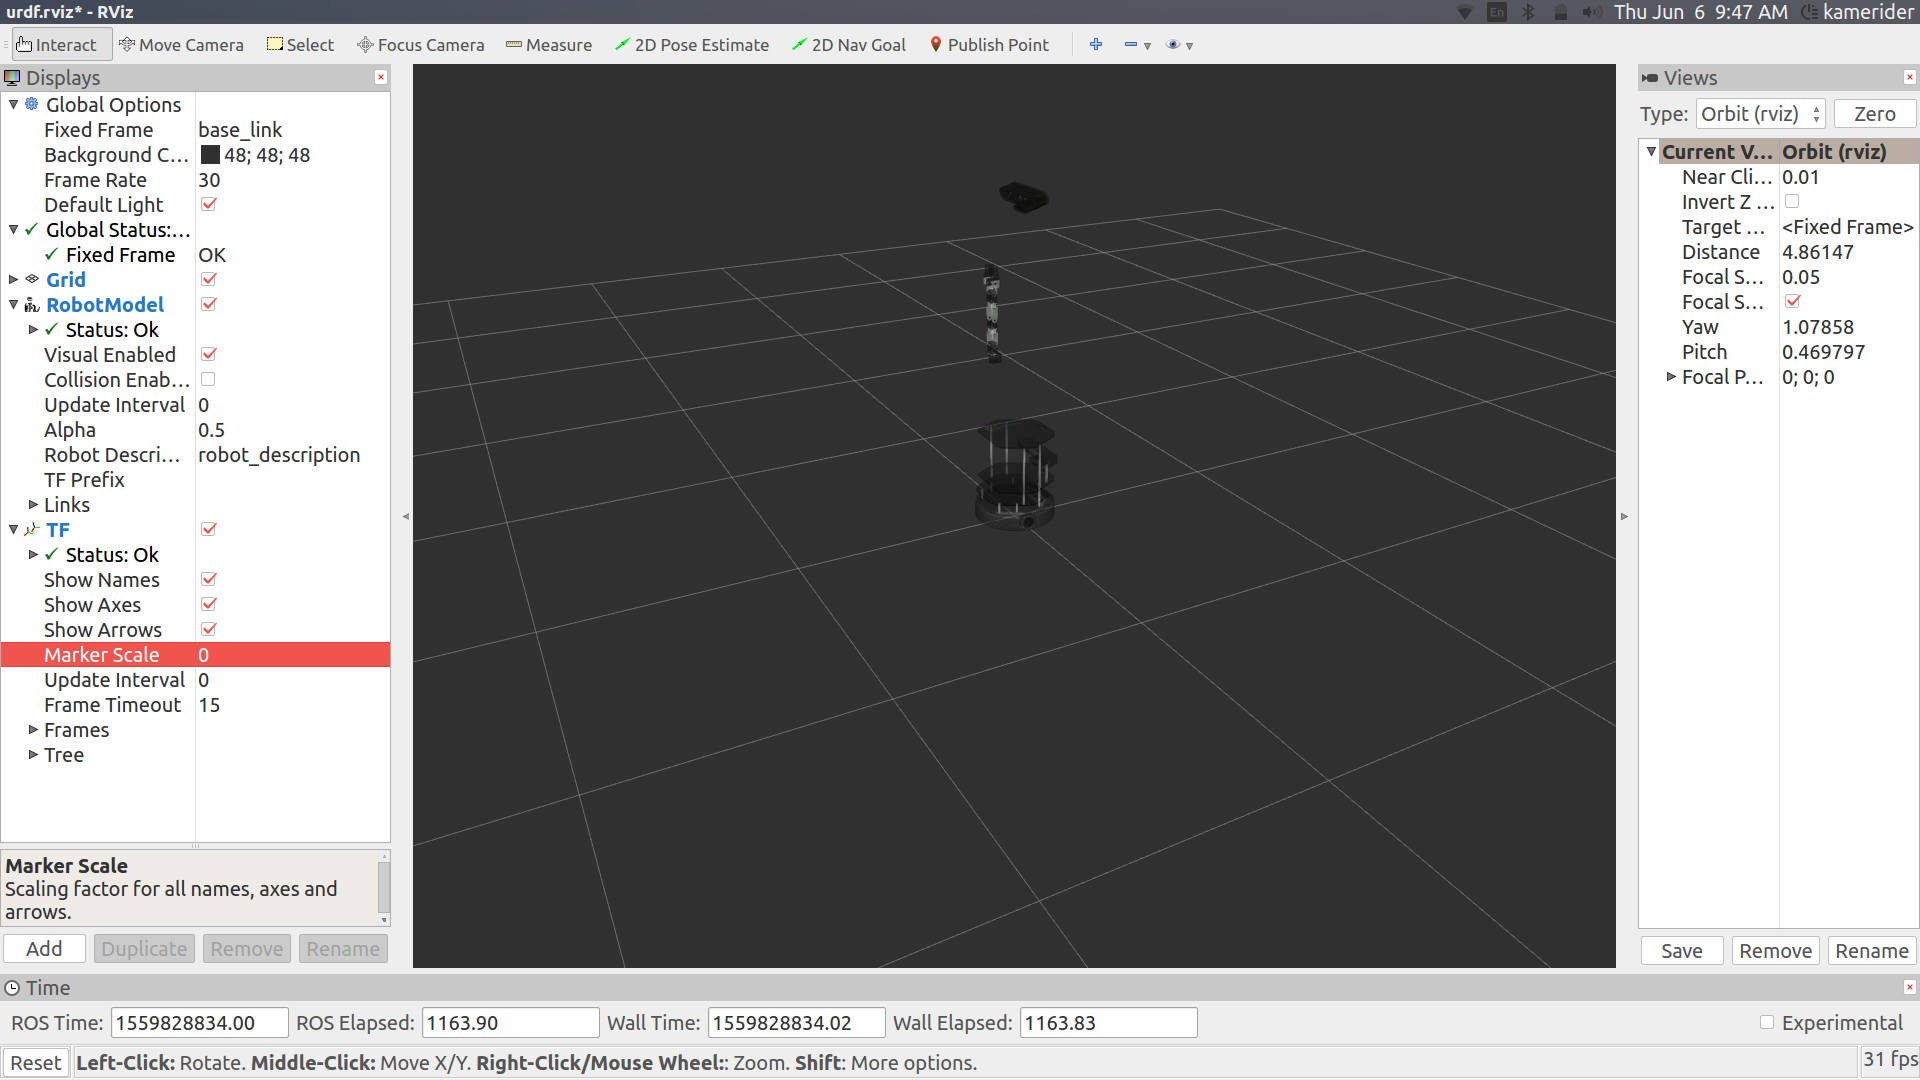 urdf.rviz* - RViz
En
Thu Jun 6 9:47 AM
kamerider
Interact
Move Camera
Select
Focus Camera
Measure
2D Pose Estimate
2D Nav Goal
Publish Point
Displays
Global Options
Fixed Frame base_link
Background C... 48; 48; 48
Frame Rate 30
Default Light
Global Status:...
Fixed Frame OK
Grid
RobotModel
Status: Ok
Visual Enabled
Collision Enab...
Update Interval 0
Alpha 0.5
Robot Descri... robot_description
TF Prefix
Links
TF
Status: Ok
Show Names
Show Axes
Show Arrows
Marker Scale 0
Update Interval 0
Frame Timeout 15
Frames
Tree
Marker Scale
Scaling factor for all names, axes and
arrows.
Add Duplicate Remove Rename
Views
Type: Orbit (rviz) Zero
Current V... Orbit (rviz)
Near Cli... 0.01
Invert Z ...
Target ... <Fixed Frame>
Distance 4.86147
Focal S... 0.05
Focal S...
Yaw 1.07858
Pitch 0.469797
Focal P... 0; 0; 0
Save Remove Rename
Time
ROS Time: 1559828834.00 ROS Elapsed: 1163.90 Wall Time: 1559828834.02 Wall Elapsed: 1163.83 Experimental
Reset Left-Click: Rotate. Middle-Click: Move X/Y. Right-Click/Mouse Wheel:: Zoom. Shift: More options. 31 fps